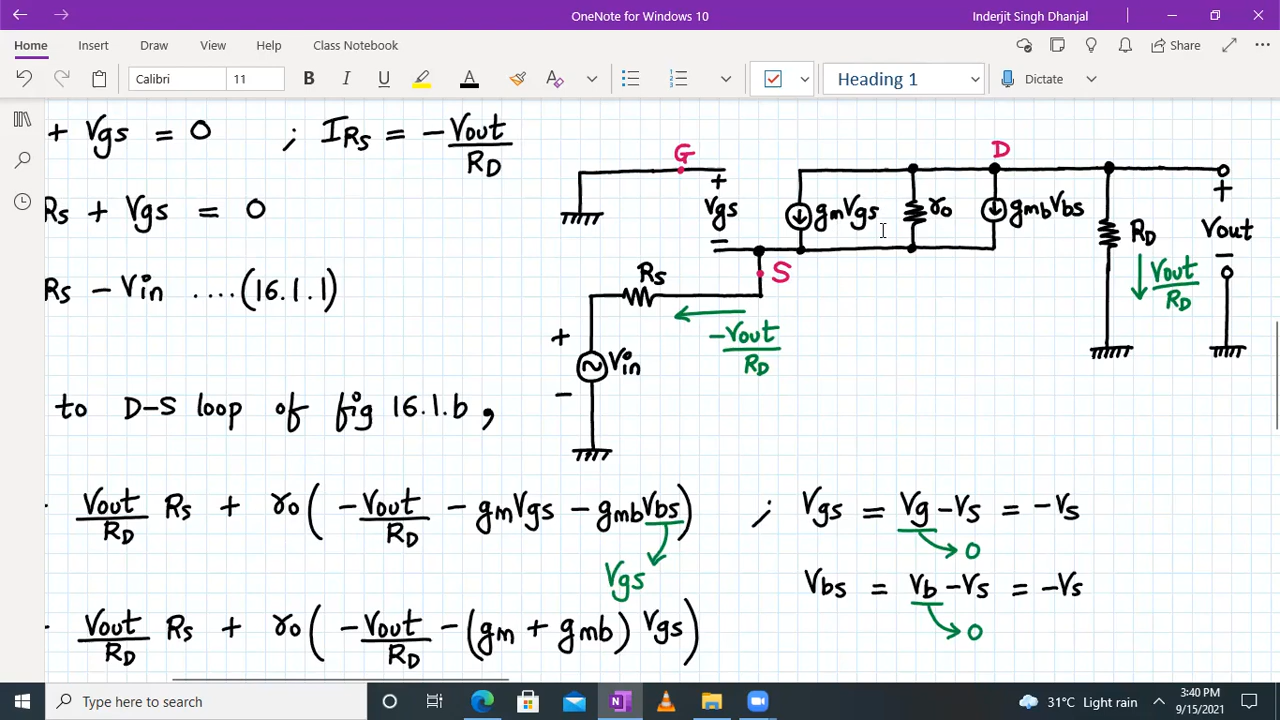 OneNote for Windows 10
Inderjit Singh Dhanjal
Home Insert Draw View Help Class Notebook
Share
Calibri 11 B I U A Heading 1 Dictate
+ Vgs = 0 ; IRs = -Vout/RD
Rs + Vgs = 0
Rs - Vin ....(16.1.1)
to D-S loop of fig 16.1.b,
Vout/RD Rs + ro(-Vout/RD - gmVgs - gmbVbs)
Vgs
Vout/RD Rs + ro(-Vout/RD - (gm + gmb) Vgs)
G
+
Vgs
-
gmVgs
ro
D
gmbVbs
RD
Vout/RD
+
Vout
-
S
Rs
-Vout/RD
+
Vin
-
; Vgs = Vg - Vs = -Vs
0
Vbs = Vb - Vs = -Vs
0
Type here to search
31°C Light rain
3:40 PM
9/15/2021